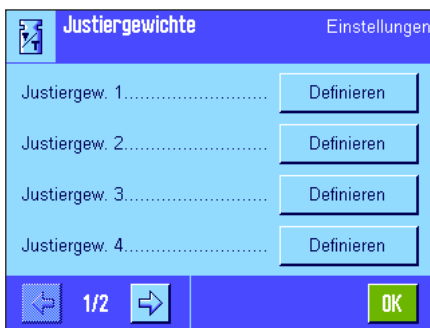 Justiergewichte Einstellungen
Justiergew. 1.......................... Definieren
Justiergew. 2.......................... Definieren
Justiergew. 3.......................... Definieren
Justiergew. 4.......................... Definieren
1/2 OK